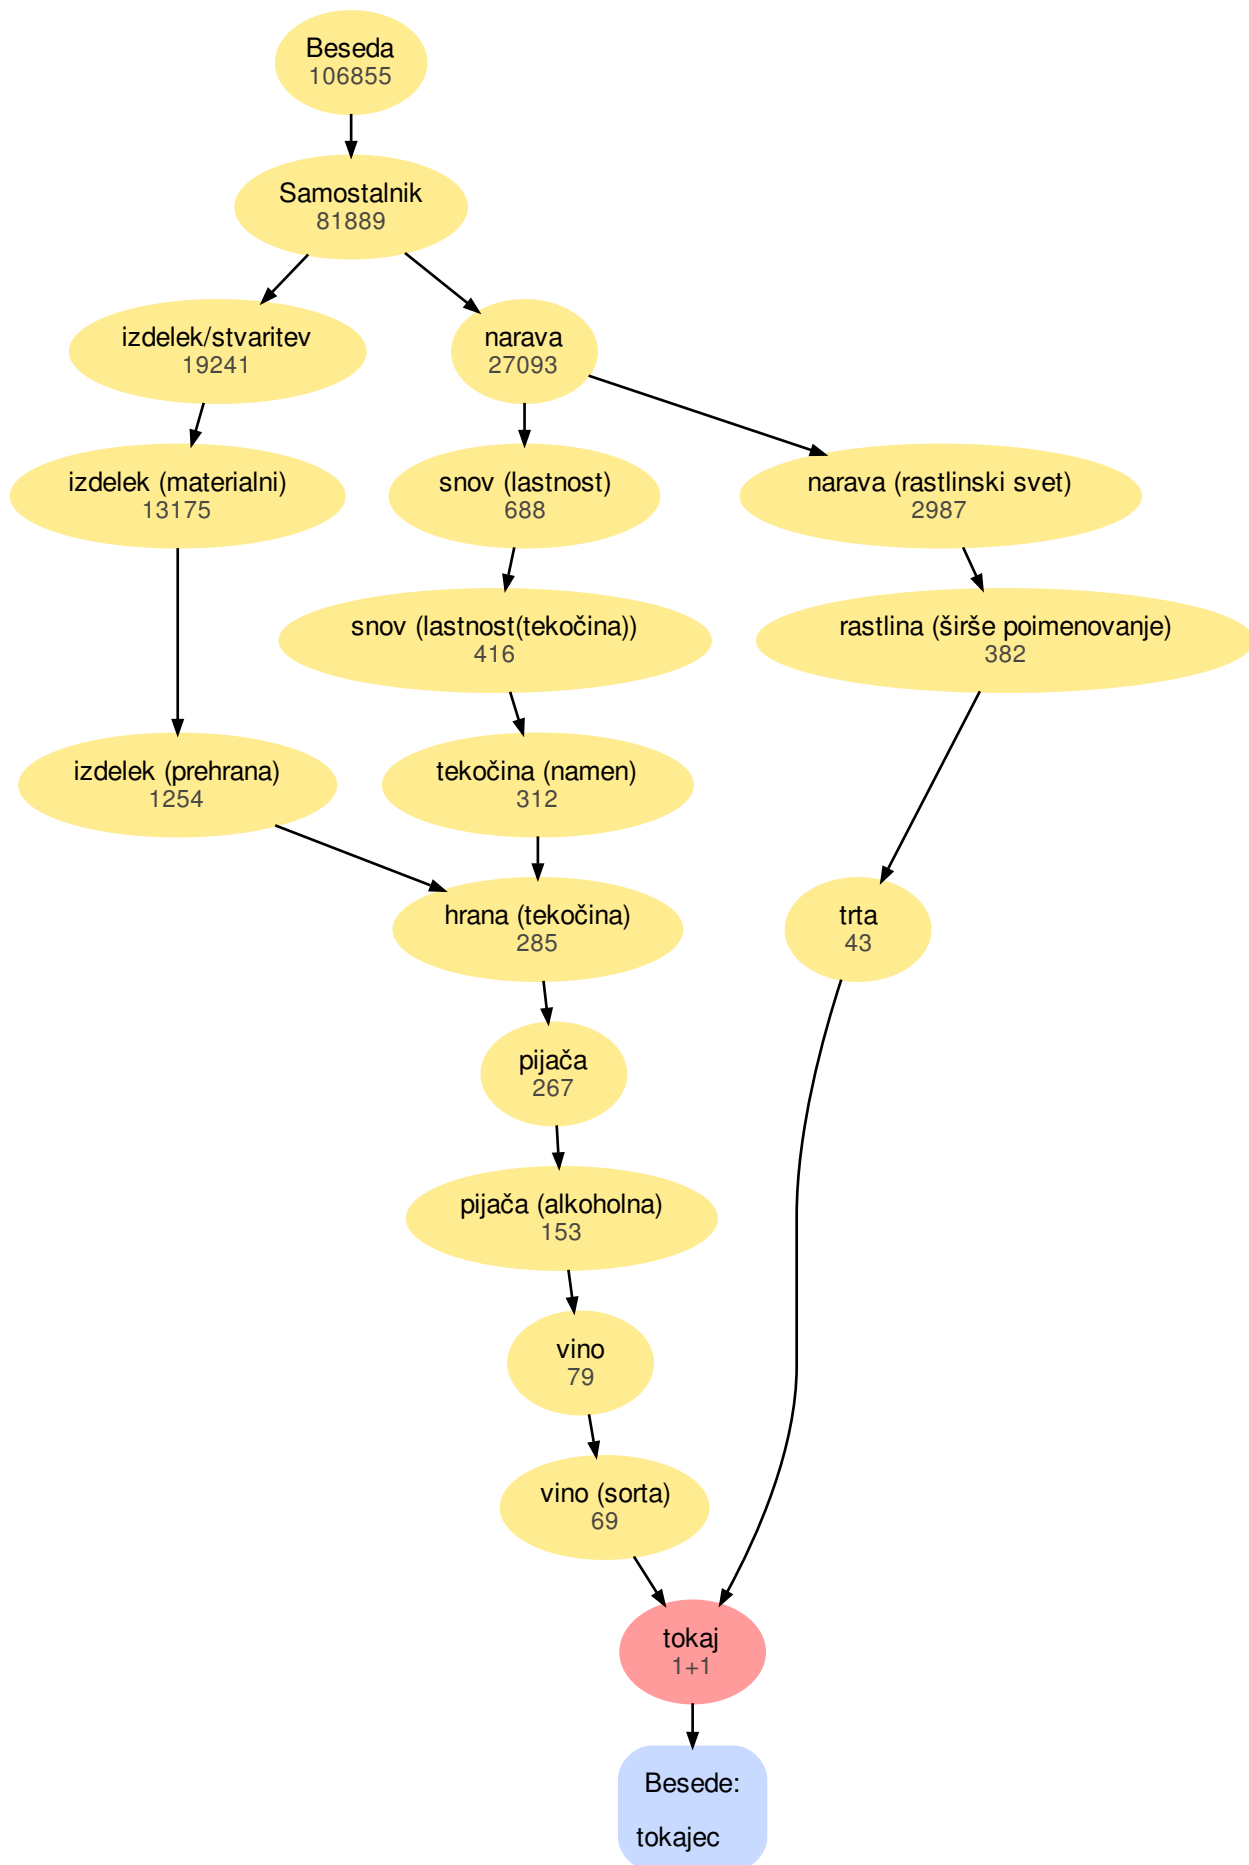 Beseda
106855
Samostalnik
81889
izdelek/stvaritev
19241
narava
27093
izdelek (materialni)
13175
snov (lastnost)
688
narava (rastlinski svet)
2987
snov (lastnost(tekočina))
416
rastlina (širše poimenovanje)
382
izdelek (prehrana)
1254
tekočina (namen)
312
hrana (tekočina)
285
trta
43
pijača
267
pijača (alkoholna)
153
vino
79
vino (sorta)
69
tokaj
1+1
Besede:
tokajec